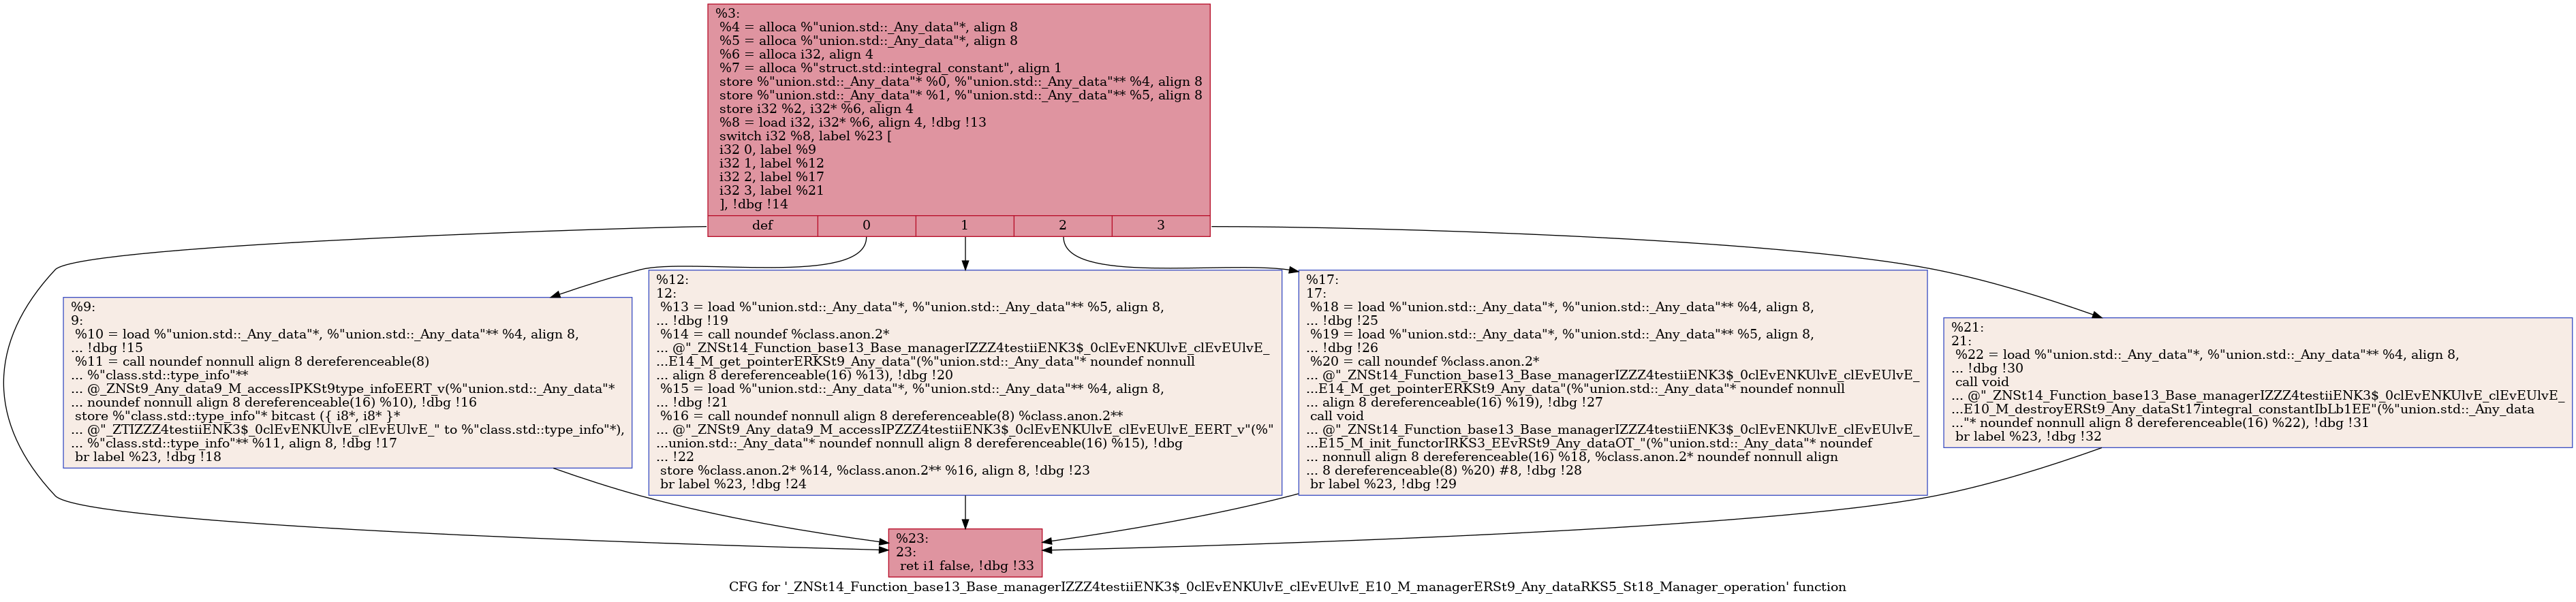 %3:
%4 = alloca %"union.std::_Any_data"*, align 8
%5 = alloca %"union.std::_Any_data"*, align 8
%6 = alloca i32, align 4
%7 = alloca %"struct.std::integral_constant", align 1
store %"union.std::_Any_data"* %0, %"union.std::_Any_data"** %4, align 8
store %"union.std::_Any_data"* %1, %"union.std::_Any_data"** %5, align 8
store i32 %2, i32* %6, align 4
%8 = load i32, i32* %6, align 4, !dbg !13
switch i32 %8, label %23 [
i32 0, label %9
i32 1, label %12
i32 2, label %17
i32 3, label %21
], !dbg !14
def 0 1 2 3
%9:
9:
%10 = load %"union.std::_Any_data"*, %"union.std::_Any_data"** %4, align 8,
... !dbg !15
%11 = call noundef nonnull align 8 dereferenceable(8)
... %"class.std::type_info"**
... @_ZNSt9_Any_data9_M_accessIPKSt9type_infoEERT_v(%"union.std::_Any_data"*
... noundef nonnull align 8 dereferenceable(16) %10), !dbg !16
store %"class.std::type_info"* bitcast ({ i8*, i8* }*
... @"_ZTIZZZ4testiiENK3$_0clEvENKUlvE_clEvEUlvE_" to %"class.std::type_info"*),
... %"class.std::type_info"** %11, align 8, !dbg !17
br label %23, !dbg !18
%12:
12:
%13 = load %"union.std::_Any_data"*, %"union.std::_Any_data"** %5, align 8,
... !dbg !19
%14 = call noundef %class.anon.2*
... @"_ZNSt14_Function_base13_Base_managerIZZZ4testiiENK3$_0clEvENKUlvE_clEvEUlvE_
...E14_M_get_pointerERKSt9_Any_data"(%"union.std::_Any_data"* noundef nonnull
... align 8 dereferenceable(16) %13), !dbg !20
%15 = load %"union.std::_Any_data"*, %"union.std::_Any_data"** %4, align 8,
... !dbg !21
%16 = call noundef nonnull align 8 dereferenceable(8) %class.anon.2**
... @"_ZNSt9_Any_data9_M_accessIPZZZ4testiiENK3$_0clEvENKUlvE_clEvEUlvE_EERT_v"(%"
...union.std::_Any_data"* noundef nonnull align 8 dereferenceable(16) %15), !dbg
... !22
store %class.anon.2* %14, %class.anon.2** %16, align 8, !dbg !23
br label %23, !dbg !24
%17:
17:
%18 = load %"union.std::_Any_data"*, %"union.std::_Any_data"** %4, align 8,
... !dbg !25
%19 = load %"union.std::_Any_data"*, %"union.std::_Any_data"** %5, align 8,
... !dbg !26
%20 = call noundef %class.anon.2*
... @"_ZNSt14_Function_base13_Base_managerIZZZ4testiiENK3$_0clEvENKUlvE_clEvEUlvE_
...E14_M_get_pointerERKSt9_Any_data"(%"union.std::_Any_data"* noundef nonnull
... align 8 dereferenceable(16) %19), !dbg !27
call void
... @"_ZNSt14_Function_base13_Base_managerIZZZ4testiiENK3$_0clEvENKUlvE_clEvEUlvE_
...E15_M_init_functorIRKS3_EEvRSt9_Any_dataOT_"(%"union.std::_Any_data"* noundef
... nonnull align 8 dereferenceable(16) %18, %class.anon.2* noundef nonnull align
... 8 dereferenceable(8) %20) #8, !dbg !28
br label %23, !dbg !29
%21:
21:
%22 = load %"union.std::_Any_data"*, %"union.std::_Any_data"** %4, align 8,
... !dbg !30
call void
... @"_ZNSt14_Function_base13_Base_managerIZZZ4testiiENK3$_0clEvENKUlvE_clEvEUlvE_
...E10_M_destroyERSt9_Any_dataSt17integral_constantIbLb1EE"(%"union.std::_Any_data
..."* noundef nonnull align 8 dereferenceable(16) %22), !dbg !31
br label %23, !dbg !32
%23:
23:
ret i1 false, !dbg !33
CFG for '_ZNSt14_Function_base13_Base_managerIZZZ4testiiENK3$_0clEvENKUlvE_clEvEUlvE_E10_M_managerERSt9_Any_dataRKS5_St18_Manager_operation' function